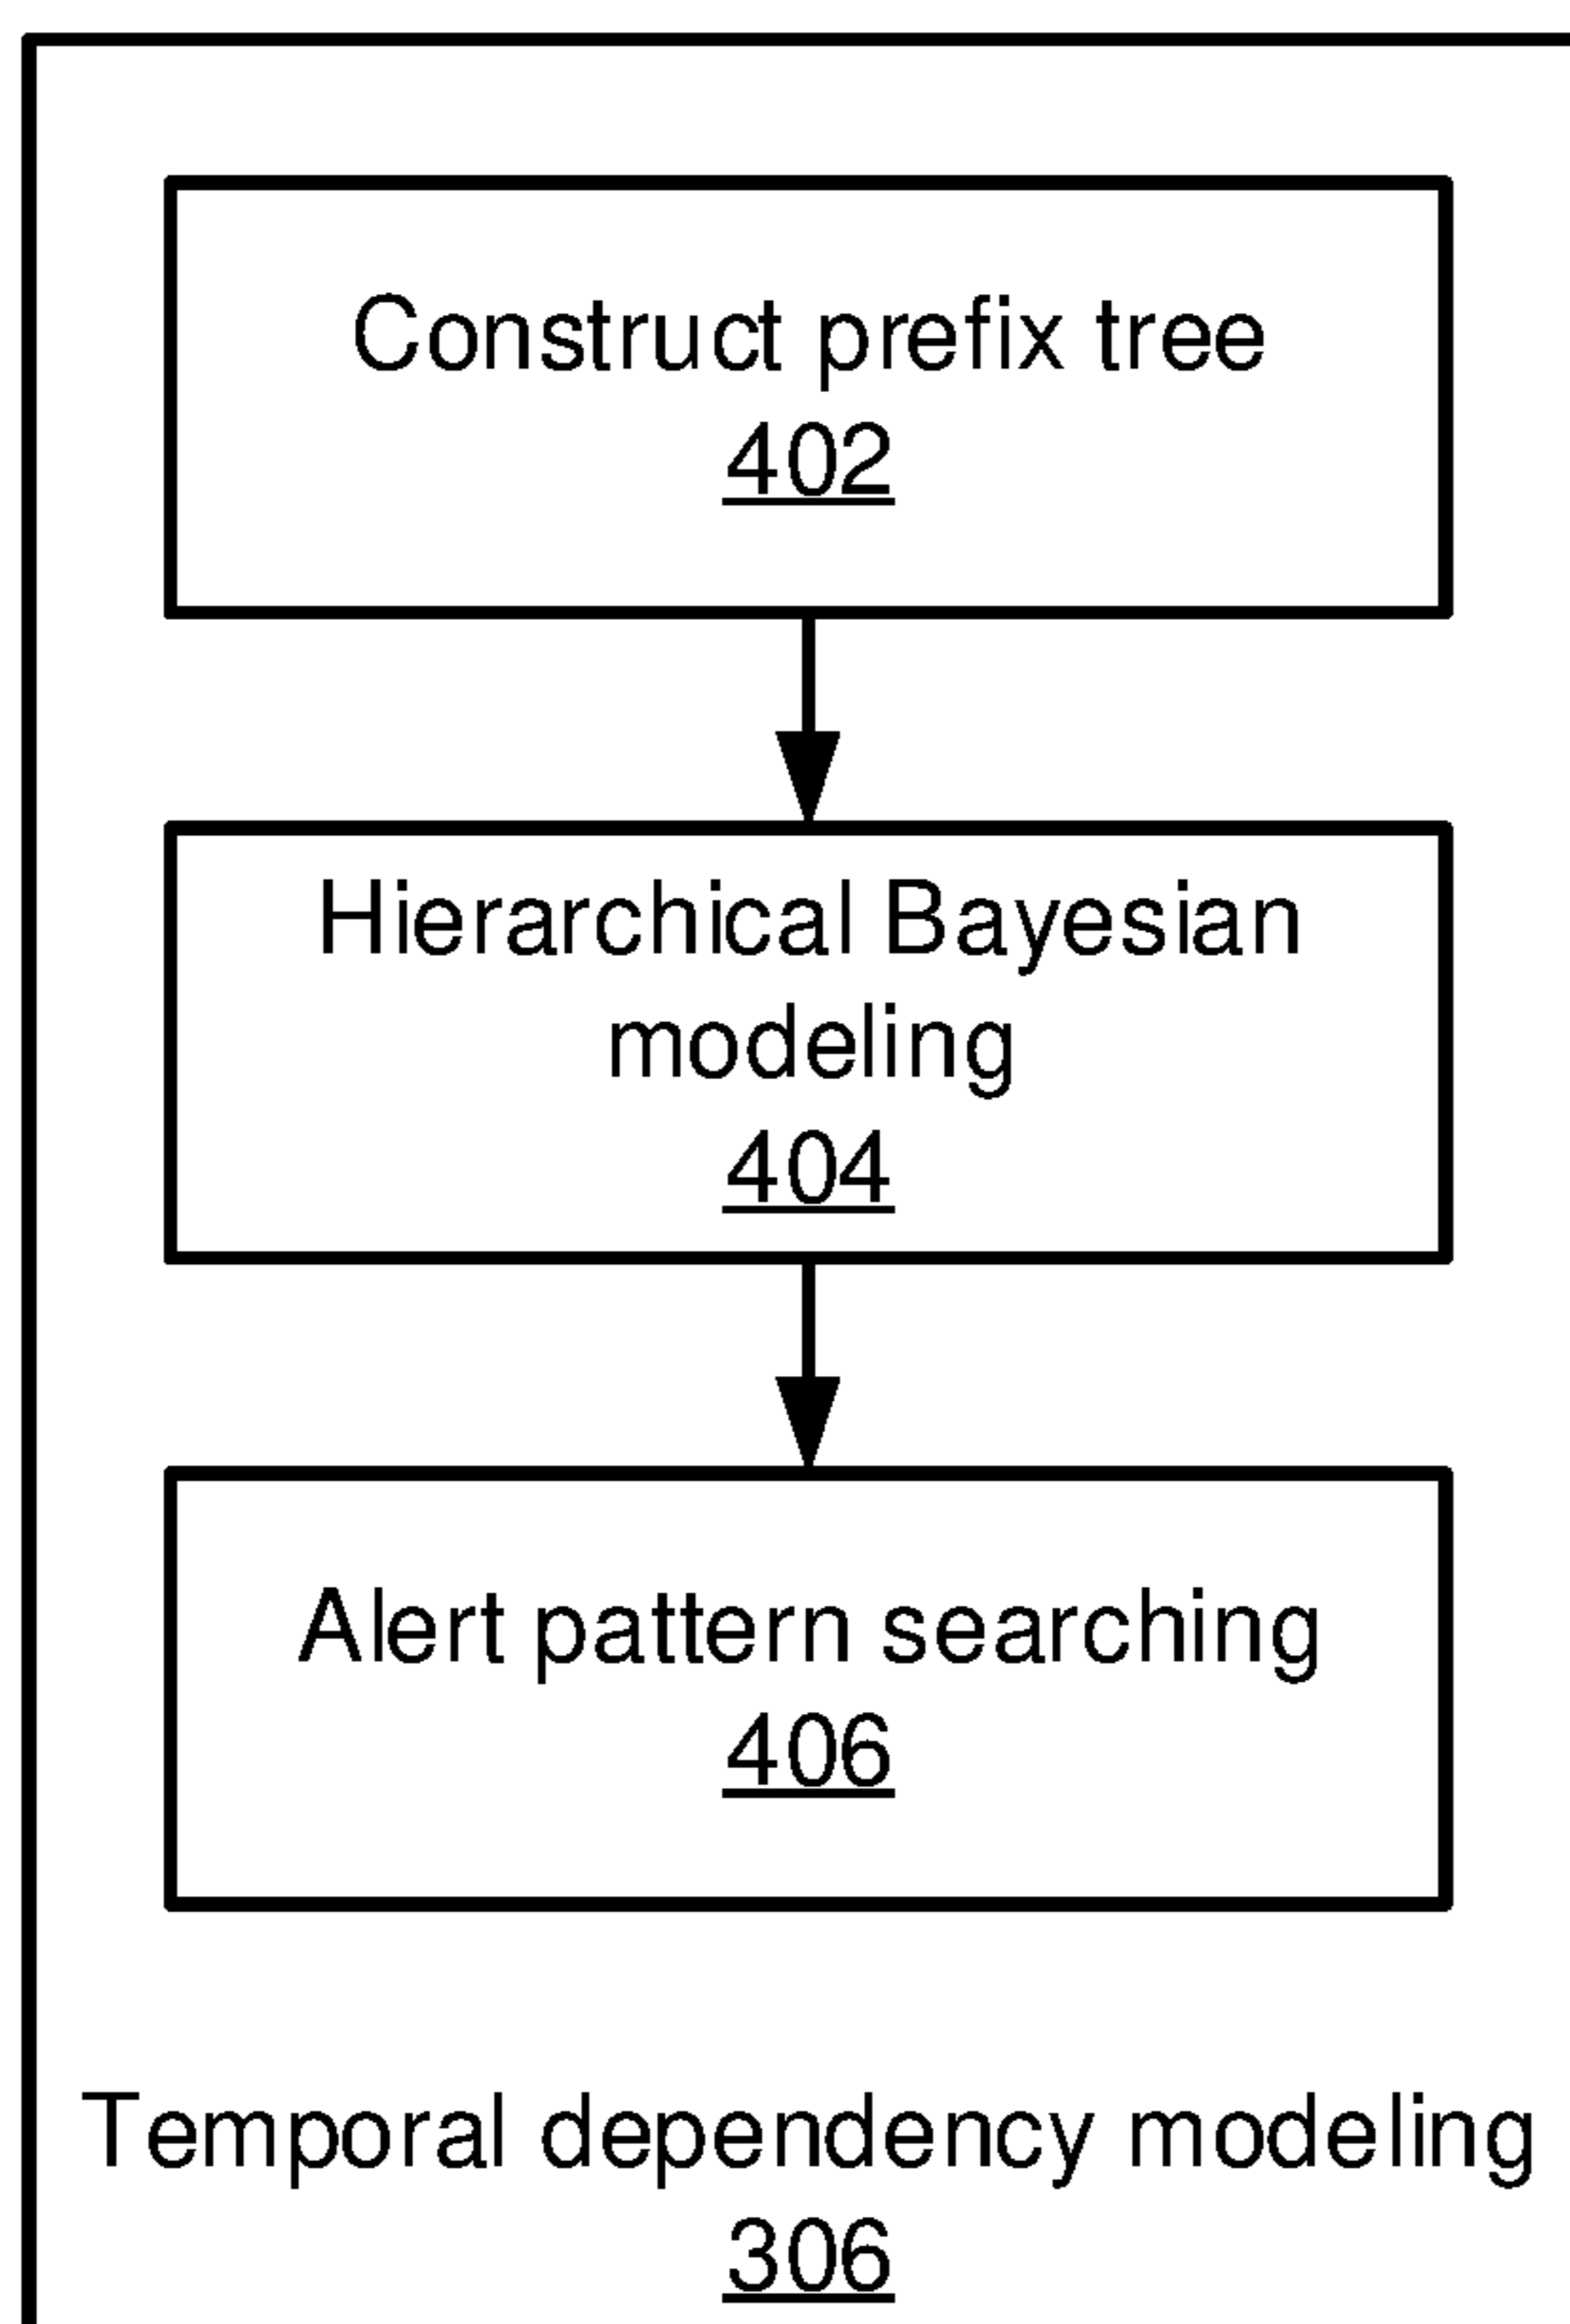 Construct prefix tree
402
Hierarchical Bayesian
modeling
404
Alert pattern searching
406
Temporal dependency modeling
306